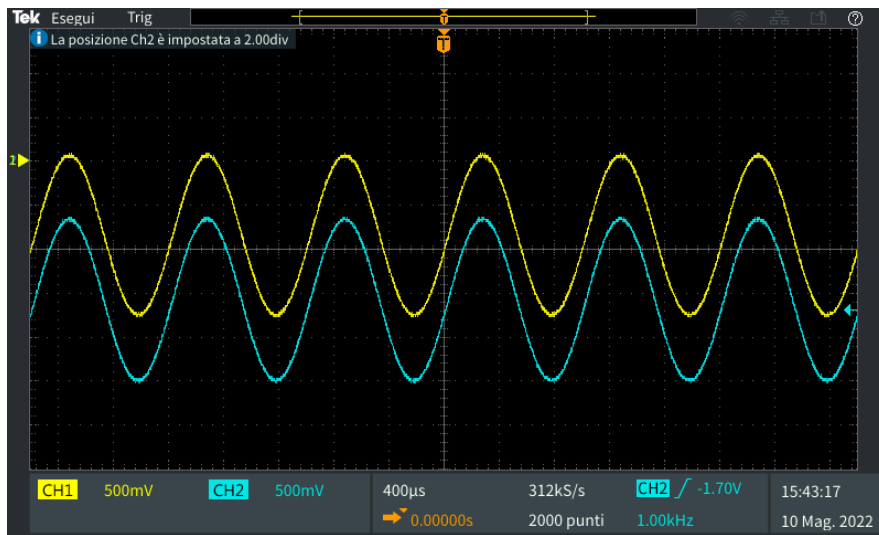 Tek Esegui Trig
T
i La posizione Ch2 è impostata a 2.00div
T
CH1 500mV CH2 500mV 400µs 312kS/s CH2 -1.70V 15:43:17
0.00000s 2000 punti 1.00kHz 10 Mag. 2022